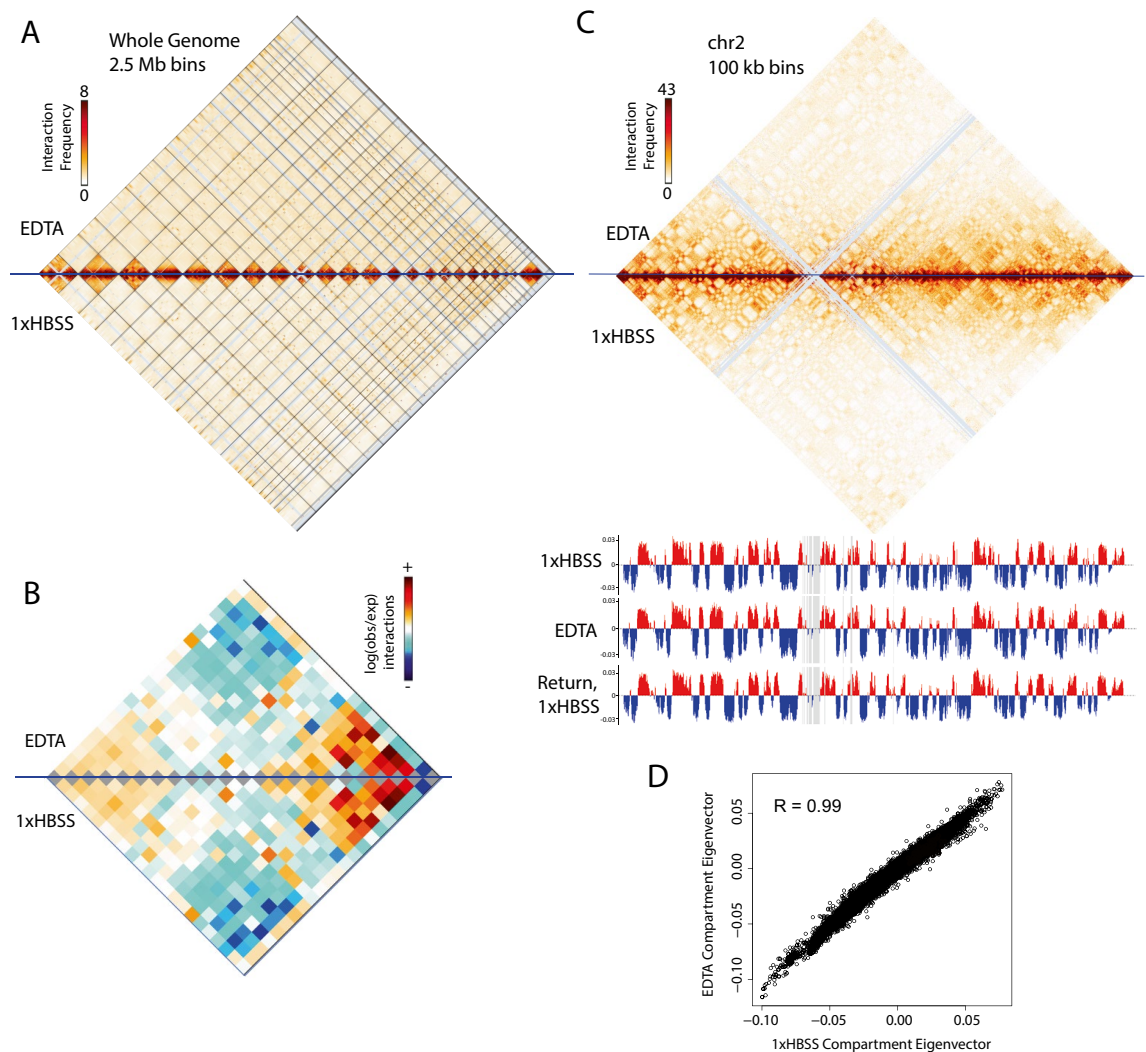 A
Whole Genome
2.5 Mb bins
8
Interaction
Frequency
0
EDTA
1xHBSS
C
chr2
100 kb bins
43
Interaction
Frequency
0
EDTA
1xHBSS
B
+
log(obs/exp)
interactions
-
EDTA
1xHBSS
1xHBSS
0.03
0
-0.03
EDTA
0.03
0
-0.03
Return,
1xHBSS
0.03
0
-0.03
D
R = 0.99
EDTA Compartment Eigenvector
0.05
0.00
−0.05
−0.10
−0.10
−0.05
0.00
0.05
1xHBSS Compartment Eigenvector